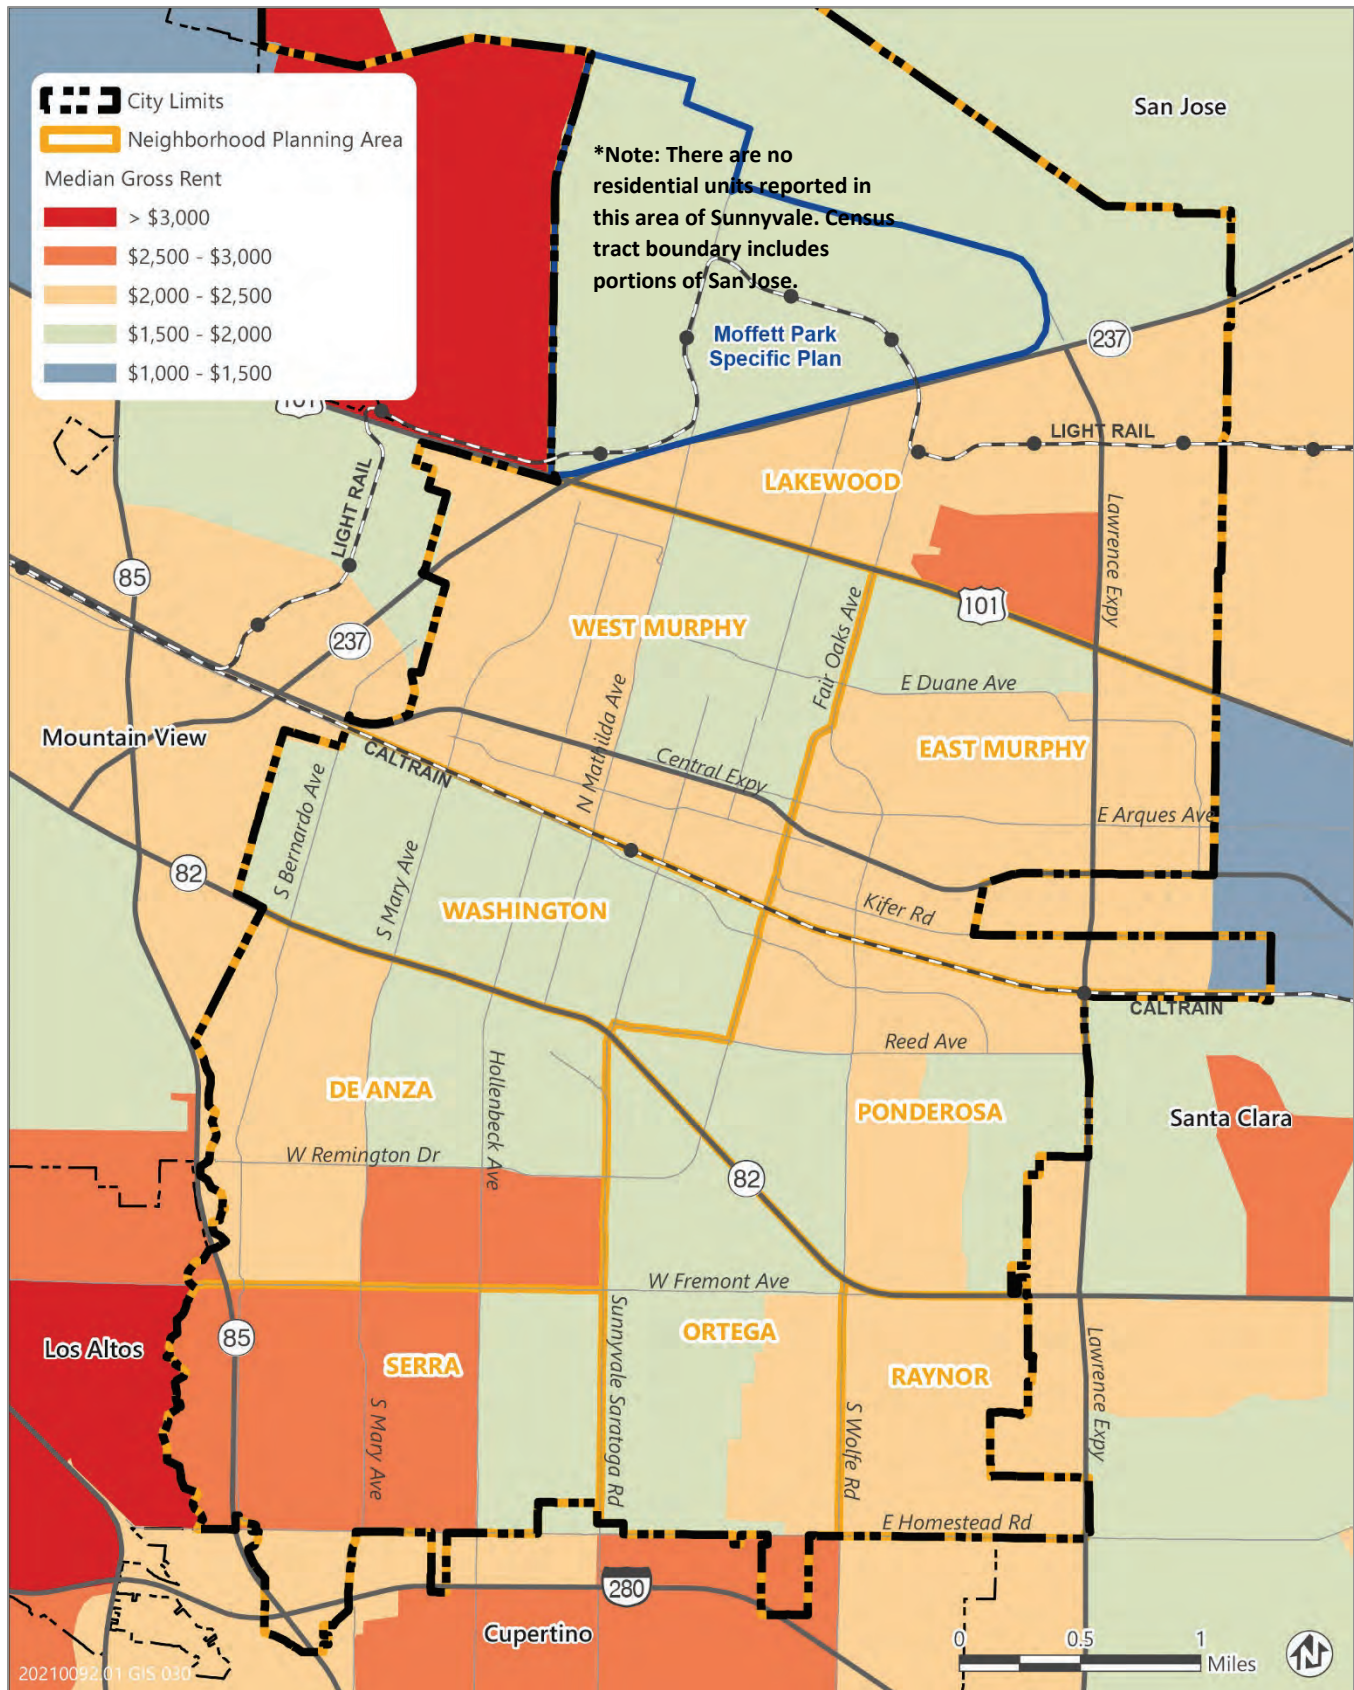 City Limits
Neighborhood Planning Area
Median Gross Rent
> $3,000
$2,500 - $3,000
$2,000 - $2,500
$1,500 - $2,000
$1,000 - $1,500
San Jose
*Note: There are no
residential units reported in
this area of Sunnyvale. Census
tract boundary includes
portions of San Jose.
Moffett Park
Specific Plan
237
101
LIGHT RAIL
LAKEWOOD
LIGHT RAIL
Lawrence Expy
85
101
237
WEST MURPHY
Fair Oaks Ave
E Duane Ave
N Mathilda Ave
Mountain View
EAST MURPHY
CALTRAIN
Central Expy
S Bernardo Ave
E Arques Ave
82
S Mary Ave
WASHINGTON
Kifer Rd
CALTRAIN
Reed Ave
Hollenbeck Ave
DE ANZA
PONDEROSA
Santa Clara
W Remington Dr
82
W Fremont Ave
Los Altos
85
SERRA
Sunnyvale Saratoga Rd
ORTEGA
RAYNOR
Lawrence Expy
S Mary Ave
S Wolfe Rd
E Homestead Rd
280
Cupertino
0 0.5 1
Miles
N
20210092.01 GIS 030